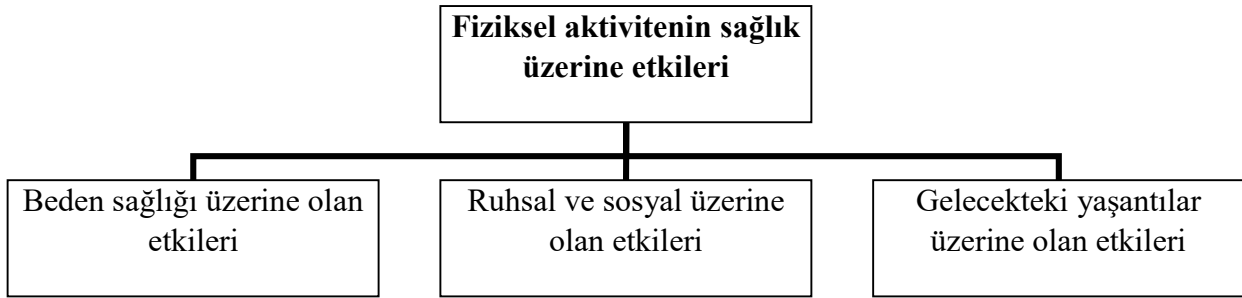 Fiziksel aktivitenin sağlık
üzerine etkileri
Beden sağlığı üzerine olan
etkileri
Ruhsal ve sosyal üzerine
olan etkileri
Gelecekteki yaşantılar
üzerine olan etkileri